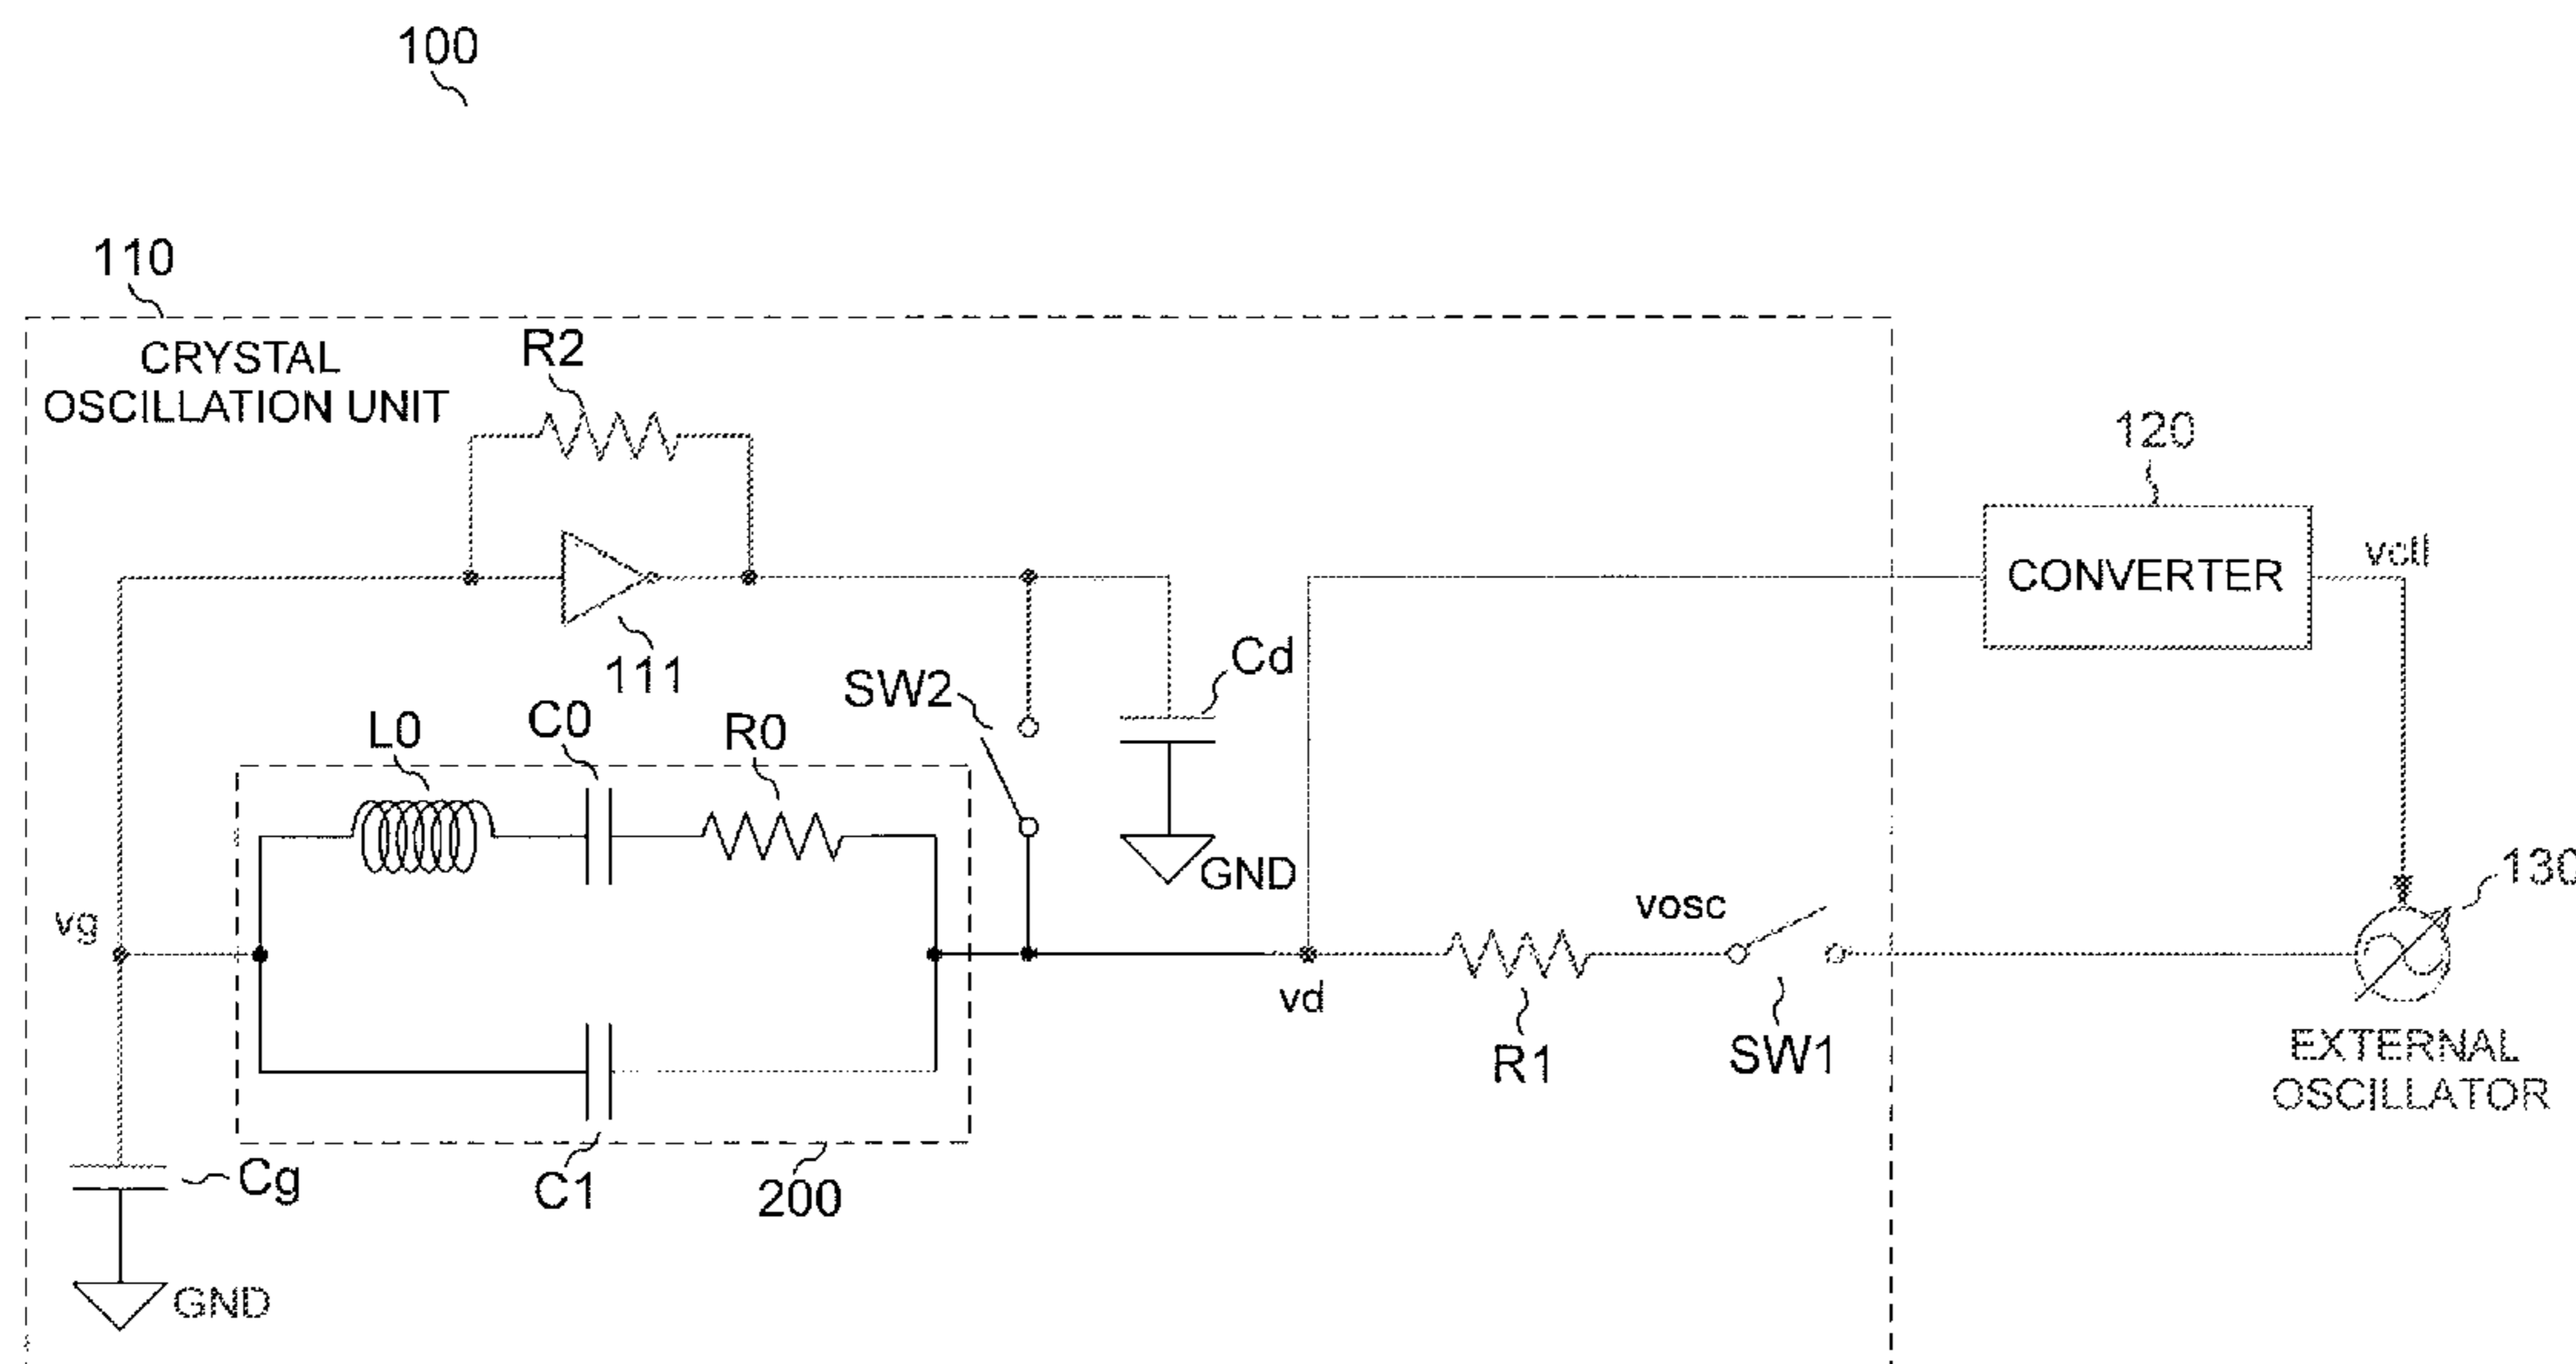 100
110
CRYSTAL
OSCILLATION UNIT
R2
120
CONVERTER
vctl
111
Cd
SW2
L0
C0
R0
GND
130
vg
vosc
vd
R1
SW1
EXTERNAL
OSCILLATOR
Cg
C1
200
GND